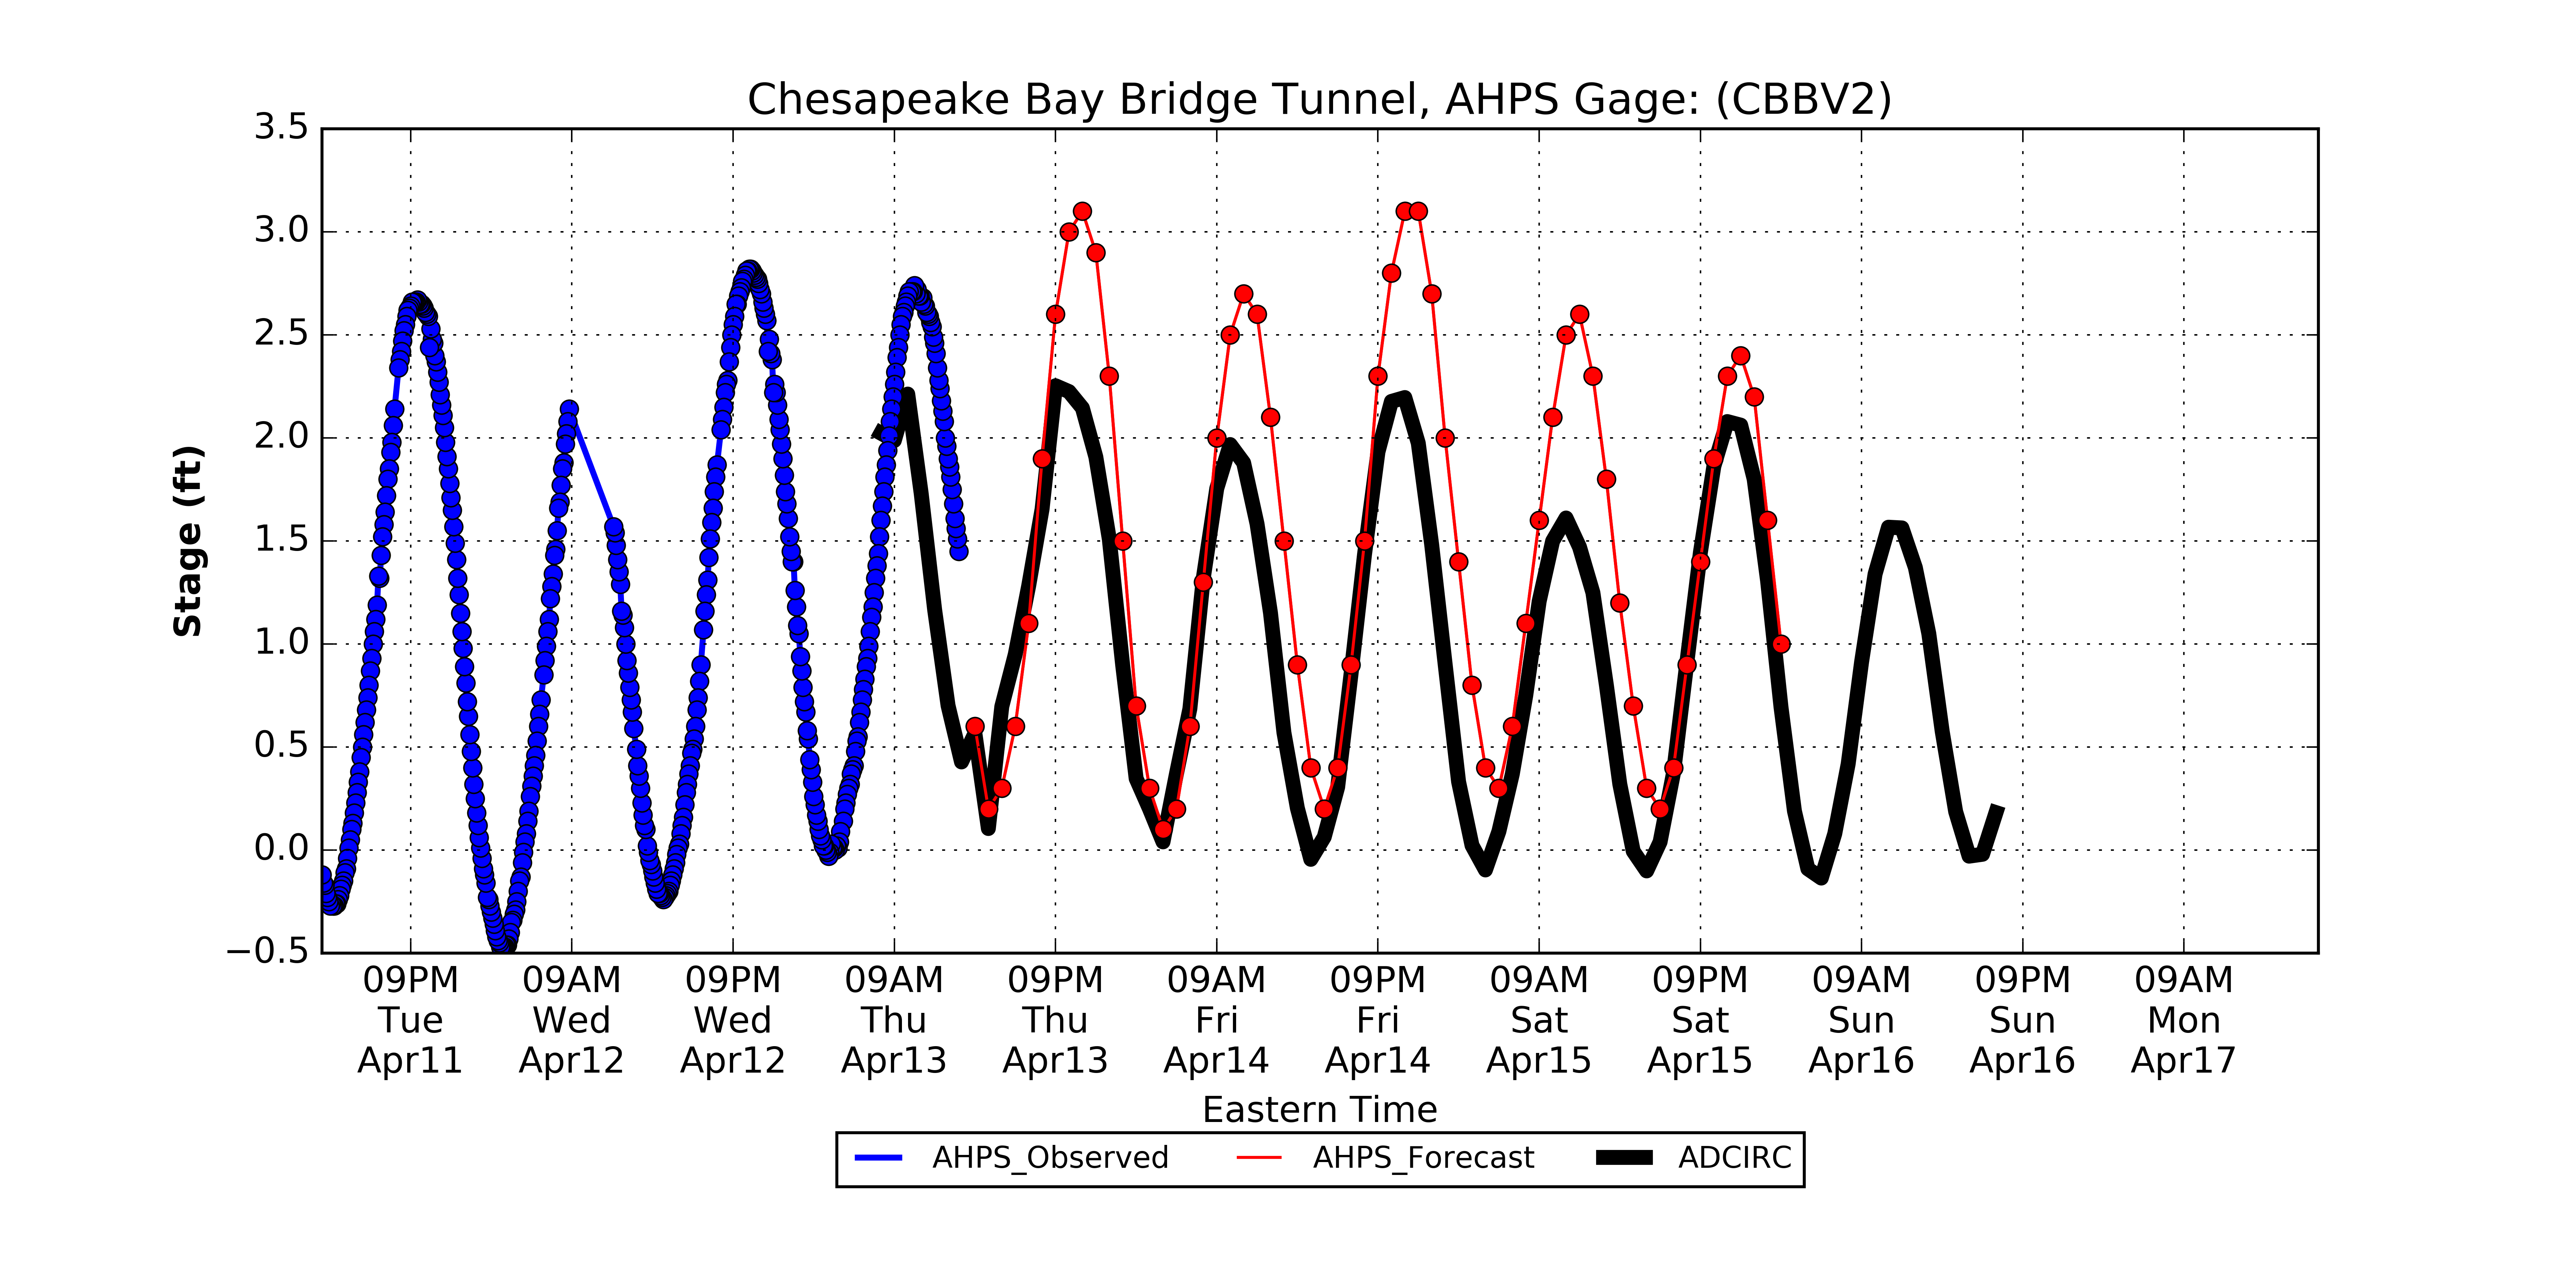 Chesapeake Bay Bridge Tunnel, AHPS Gage: (CBBV2)
3.5
3.0
2.5
2.0
1.5
1.0
0.5
0.0
−0.5
Stage (ft)
09PM 09AM 09PM 09AM 09PM 09AM 09PM 09AM 09PM 09AM 09PM 09AM
Tue Wed Wed Thu Thu Fri Fri Sat Sat Sun Sun Mon
Apr11 Apr12 Apr12 Apr13 Apr13 Apr14 Apr14 Apr15 Apr15 Apr16 Apr16 Apr17
Eastern Time
AHPS_Observed AHPS_Forecast ADCIRC